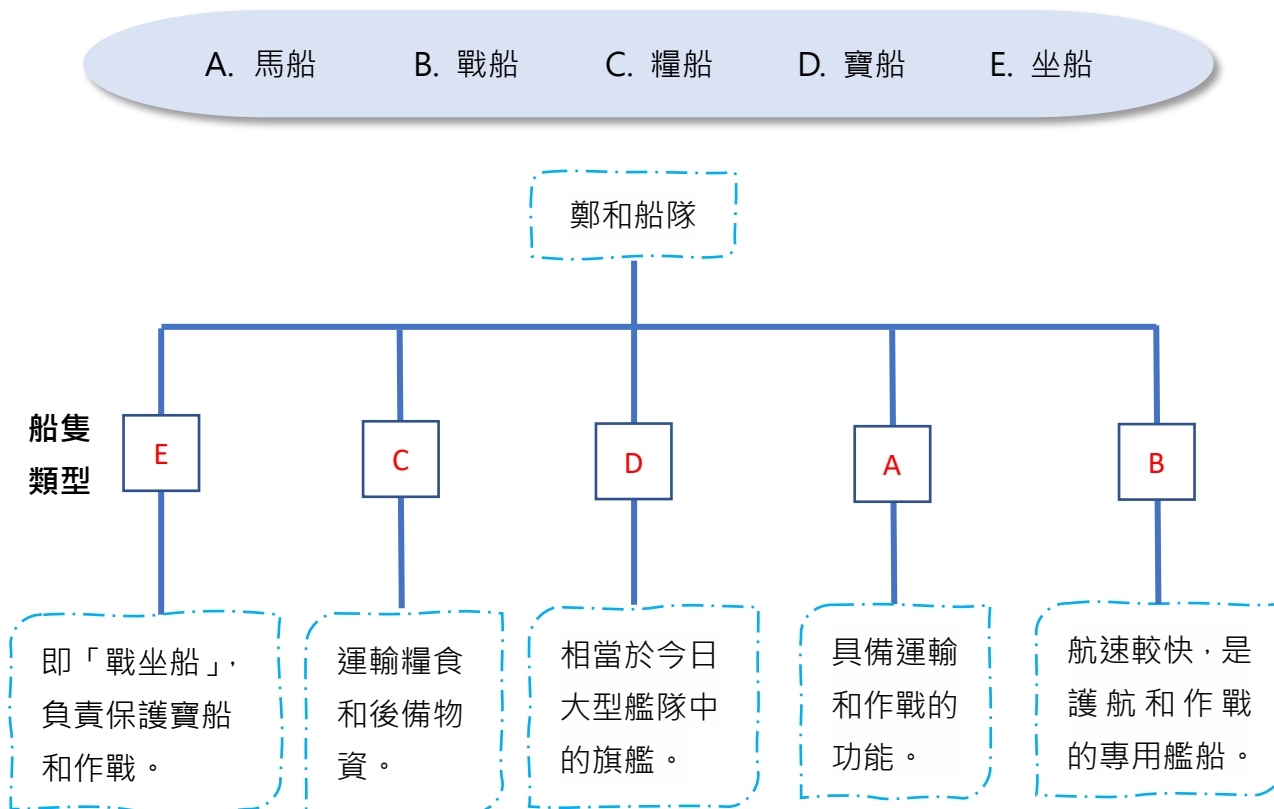 A. 馬船 B. 戰船 C. 糧船 D. 寶船 E. 坐船
鄭和船隊
船隻
類型
E
C
D
A
B
即「戰坐船」，
負責保護寶船
和作戰。
運輸糧食
和後備物
資。
相當於今日
大型艦隊中
的旗艦。
具備運輸
和作戰的
功能。
航速較快，是
護航和作戰
的專用艦船。